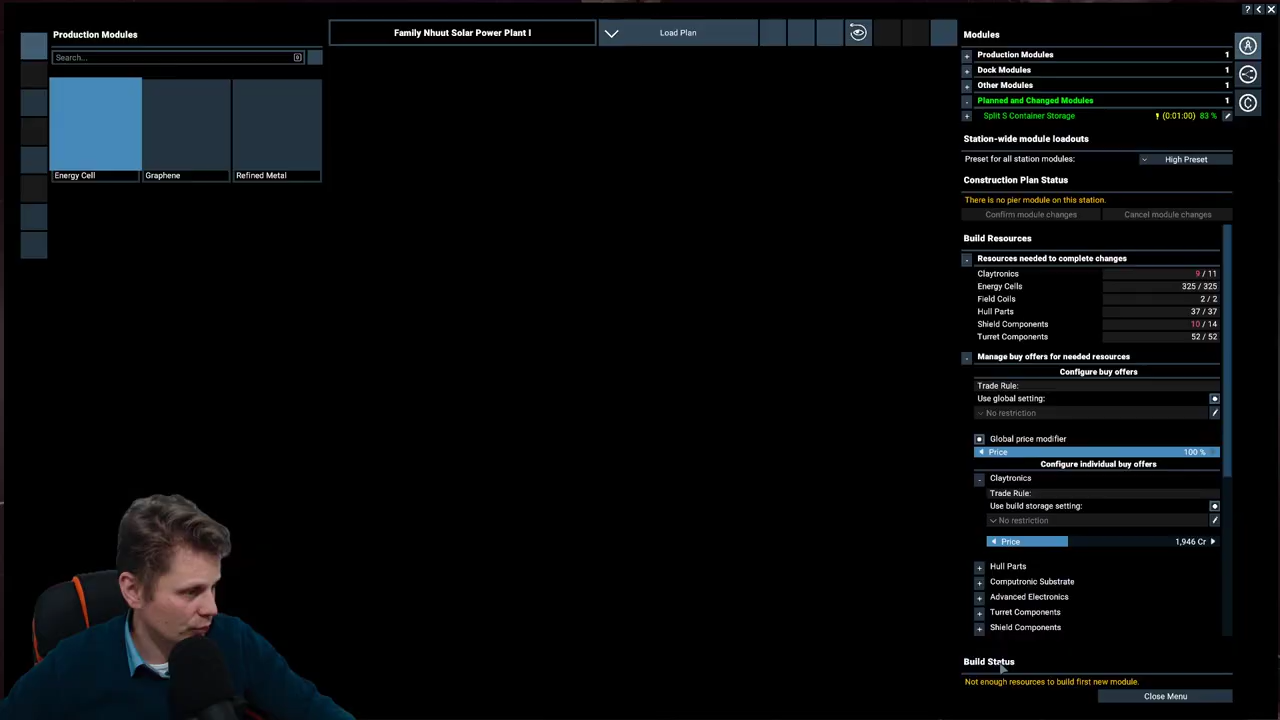 Production Modules
Search...
Energy Cell
Graphene
Refined Metal
Family Nhuut Solar Power Plant I
Load Plan
Modules
Production Modules 1
Dock Modules 1
Other Modules 1
Planned and Changed Modules 1
Split S Container Storage (0:01:00) 83 %
Station-wide module loadouts
Preset for all station modules: High Preset
Construction Plan Status
There is no pier module on this station.
Confirm module changes Cancel module changes
Build Resources
Resources needed to complete changes
Claytronics 9 / 11
Energy Cells 325 / 325
Field Coils 2 / 2
Hull Parts 37 / 37
Shield Components 10 / 14
Turret Components 52 / 52
Manage buy offers for needed resources
Configure buy offers
Trade Rule:
Use global setting:
No restriction
Global price modifier
Price 100 %
Configure individual buy offers
Claytronics
Trade Rule:
Use build storage setting:
No restriction
Price 1,946 Cr
Hull Parts
Computronic Substrate
Advanced Electronics
Turret Components
Shield Components
Build Status
Not enough resources to build first new module.
Close Menu